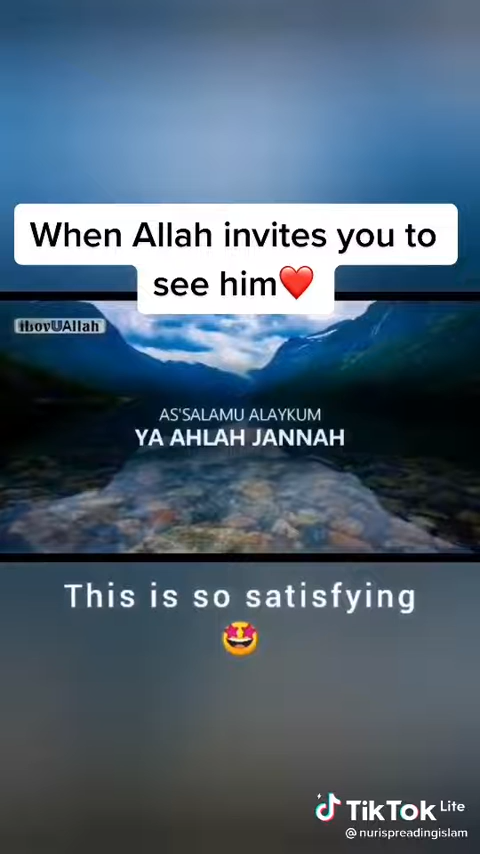 When Allah invites you to
see him❤️
ilovUAllah
AS'SALAMU ALAYKUM
YA AHLAH JANNAH
This is so satisfying
🤩
TikTok Lite
@nurispreadingislam